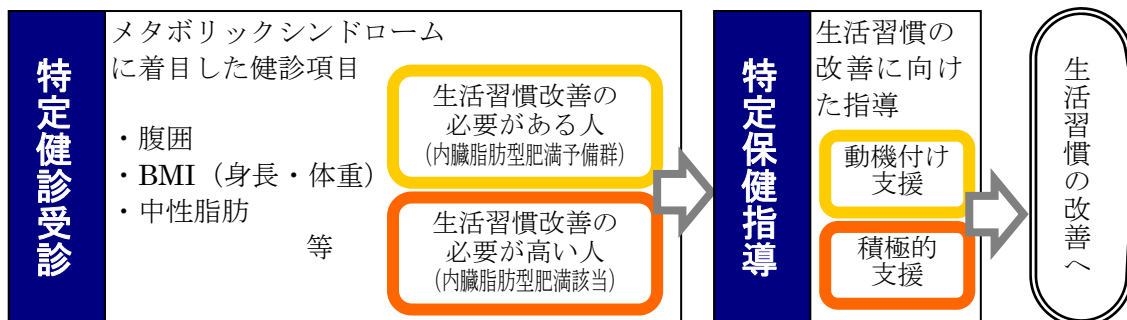 特定健診受診
メタボリックシンドローム
に着目した健診項目
・腹囲
・BMI（身長・体重）
・中性脂肪
等
生活習慣改善の
必要がある人
（内臓脂肪型肥満予備群）
生活習慣改善の
必要が高い人
（内臓脂肪型肥満該当）
特定保健指導
生活習慣の
改善に向け
た指導
動機付け
支援
積極的
支援
生活習慣の改善へ